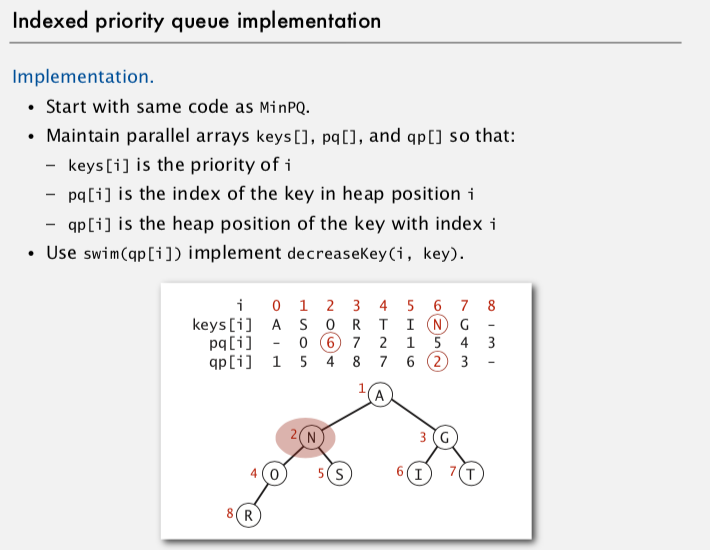 Indexed priority queue implementation
Implementation.
• Start with same code as MinPQ.
• Maintain parallel arrays keys[], pq[], and qp[] so that:
– keys[i] is the priority of i
– pq[i] is the index of the key in heap position i
– qp[i] is the heap position of the key with index i
• Use swim(qp[i]) implement decreaseKey(i, key).
i 0 1 2 3 4 5 6 7 8
keys[i] A S O R T I N G -
pq[i] - 0 6 7 2 1 5 4 3
qp[i] 1 5 4 8 7 6 2 3 -
1 A
2 N 3 G
4 O 5 S 6 I 7 T
8 R